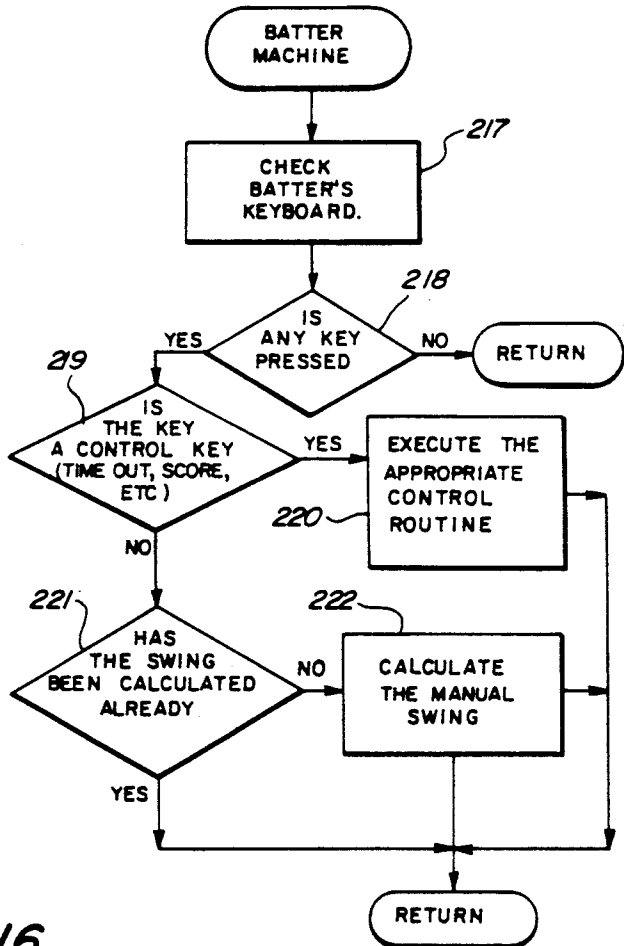 BATTER
MACHINE
217
CHECK
BATTER'S
KEYBOARD.
218
IS
ANY KEY
PRESSED
YES
NO
RETURN
219
IS
THE KEY
A CONTROL KEY
(TIME OUT, SCORE,
ETC)
YES
EXECUTE THE
APPROPRIATE
CONTROL
ROUTINE
220
NO
221
HAS
THE SWING
BEEN CALCULATED
ALREADY
NO
222
CALCULATE
THE MANUAL
SWING
YES
RETURN
16